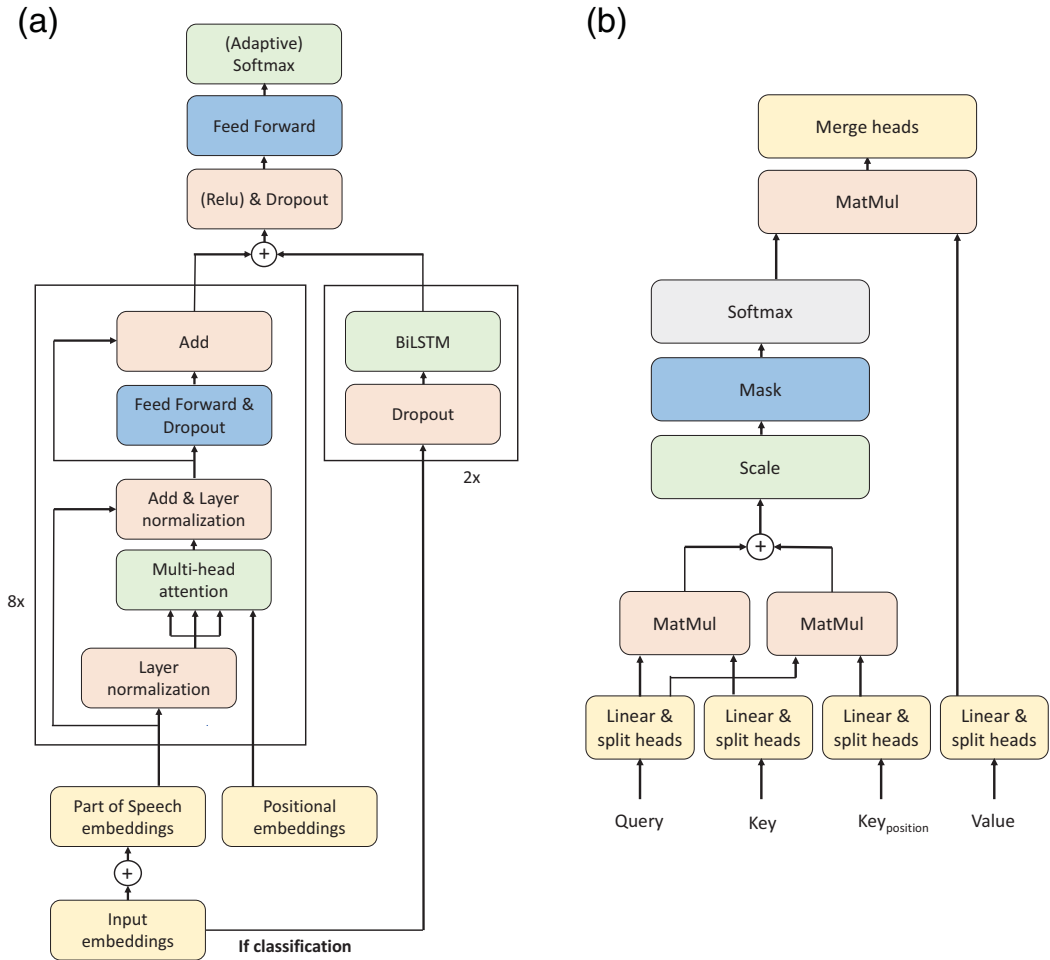 (a)
(Adaptive)
Softmax
Feed Forward
(Relu) & Dropout
+
Add
Feed Forward &
Dropout
Add & Layer
normalization
Multi-head
attention
8x
Layer
normalization
BiLSTM
Dropout
2x
Part of Speech
embeddings
Positional
embeddings
+
Input
embeddings
If classification
(b)
Merge heads
MatMul
Softmax
Mask
Scale
+
MatMul
MatMul
Linear &
split heads
Linear &
split heads
Linear &
split heads
Linear &
split heads
Query
Key
Keyposition
Value